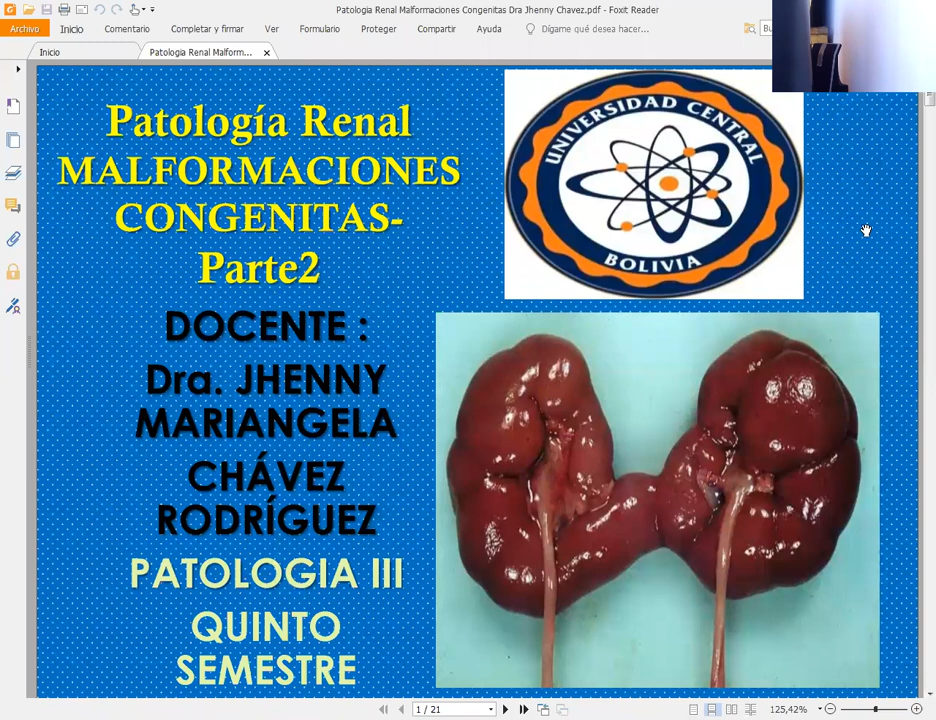 Patologia Renal Malformaciones Congenitas Dra Jhenny Chavez.pdf - Foxit Reader
Archivo Inicio Comentario Completar y firmar Ver Formulario Proteger Compartir Ayuda Dígame qué desea hacer...
Inicio Patologia Renal Malform...
Patología Renal
MALFORMACIONES
CONGENITAS-
Parte2
UNIVERSIDAD CENTRAL
BOLIVIA
DOCENTE :
Dra. JHENNY
MARIANGELA
CHÁVEZ
RODRÍGUEZ
PATOLOGIA III
QUINTO
SEMESTRE
1 / 21
125,42%